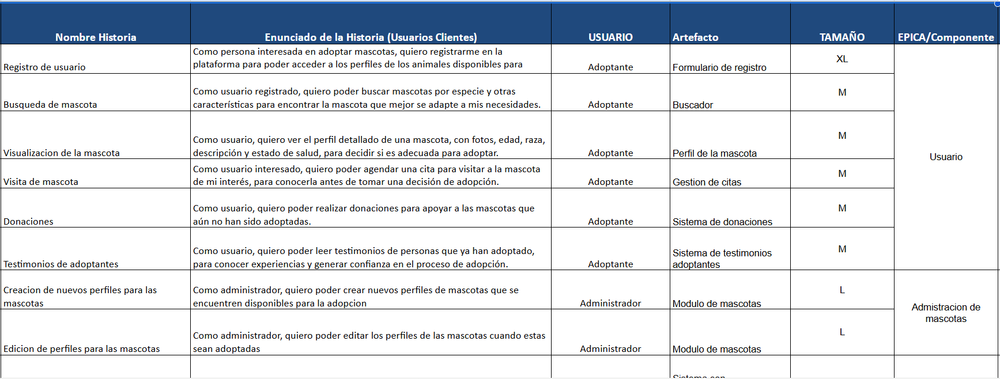 Nombre Historia
Enunciado de la Historia (Usuarios Clientes)
USUARIO
Artefacto
TAMAÑO
EPICA/Componente
Registro de usuario
Como persona interesada en adoptar mascotas, quiero registrarme en la
plataforma para poder acceder a los perfiles de los animales disponibles para
Adoptante
Formulario de registro
XL
Usuario
Busqueda de mascota
Como usuario registrado, quiero poder buscar mascotas por especie y otras
características para encontrar la mascota que mejor se adapte a mis necesidades.
Adoptante
Buscador
M
Visualizacion de la mascota
Como usuario, quiero ver el perfil detallado de una mascota, con fotos, edad, raza,
descripción y estado de salud, para decidir si es adecuada para adoptar.
Adoptante
Perfil de la mascota
M
Visita de mascota
Como usuario interesado, quiero poder agendar una cita para visitar a la mascota
de mi interés, para conocerla antes de tomar una decisión de adopción.
Adoptante
Gestion de citas
M
Donaciones
Como usuario, quiero poder realizar donaciones para apoyar a las mascotas que
aún no han sido adoptadas.
Adoptante
Sistema de donaciones
M
Testimonios de adoptantes
Como usuario, quiero poder leer testimonios de personas que ya han adoptado,
para conocer experiencias y generar confianza en el proceso de adopción.
Adoptante
Sistema de testimonios
adoptantes
M
Creacion de nuevos perfiles para las
mascotas
Como administrador, quiero poder crear nuevos perfiles de mascotas que se
encuentren disponibles para la adopcion
Administrador
Modulo de mascotas
L
Admistracion de
mascotas
Edicion de perfiles para las mascotas
Como administrador, quiero poder editar los perfiles de las mascotas cuando estas
sean adoptadas
Administrador
Modulo de mascotas
L